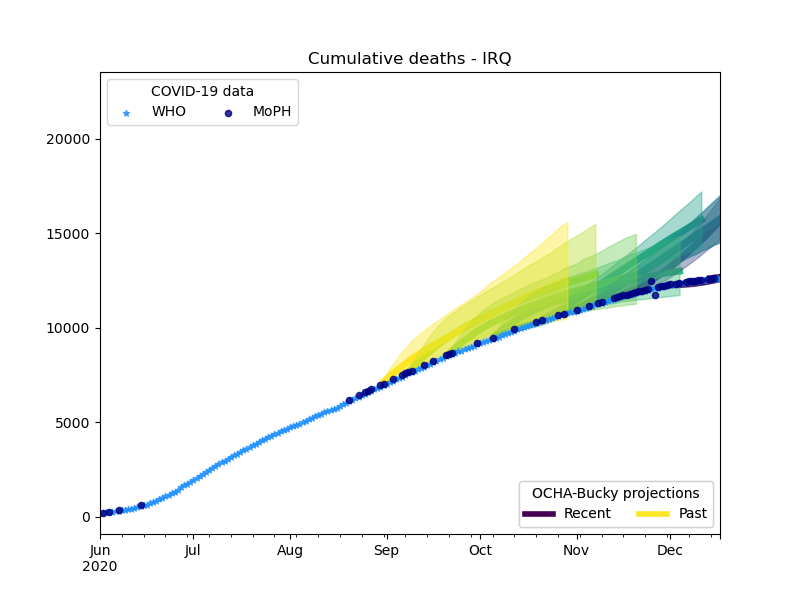 Cumulative deaths - IRQ
COVID-19 data
WHO MoPH
20000
15000
10000
5000
0
OCHA-Bucky projections
Recent Past
Jun Jul Aug Sep Oct Nov Dec
2020